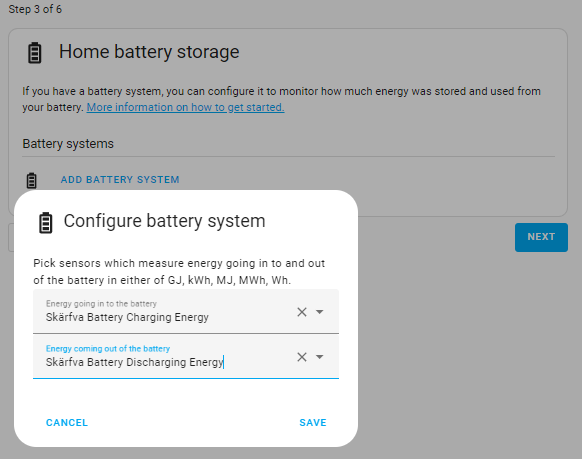 Step 3 of 6
Home battery storage
If you have a battery system, you can configure it to monitor how much energy was stored and used from
your battery. More information on how to get started.
Battery systems
ADD BATTERY SYSTEM
NEXT
Configure battery system
Pick sensors which measure energy going in to and out
of the battery in either of GJ, kWh, MJ, MWh, Wh.
Energy going in to the battery
Skärfva Battery Charging Energy
Energy coming out of the battery
Skärfva Battery Discharging Energy
CANCEL
SAVE